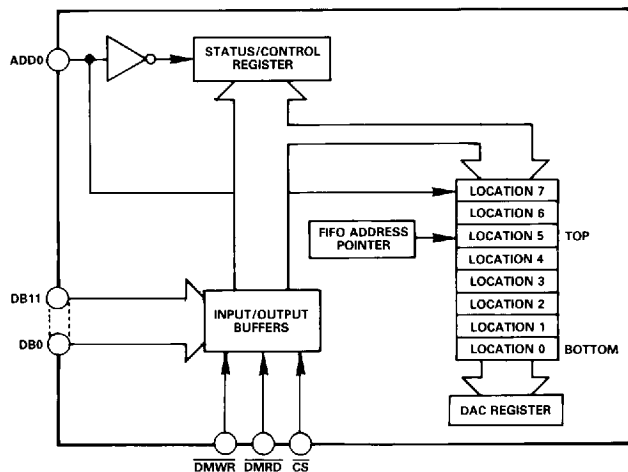 ADD0
STATUS/CONTROL
REGISTER
LOCATION 7
LOCATION 6
FIFO ADDRESS
POINTER
LOCATION 5
TOP
LOCATION 4
LOCATION 3
DB11
INPUT/OUTPUT
BUFFERS
LOCATION 2
LOCATION 1
DB0
LOCATION 0
BOTTOM
DAC REGISTER
DMWR
DMRD
CS